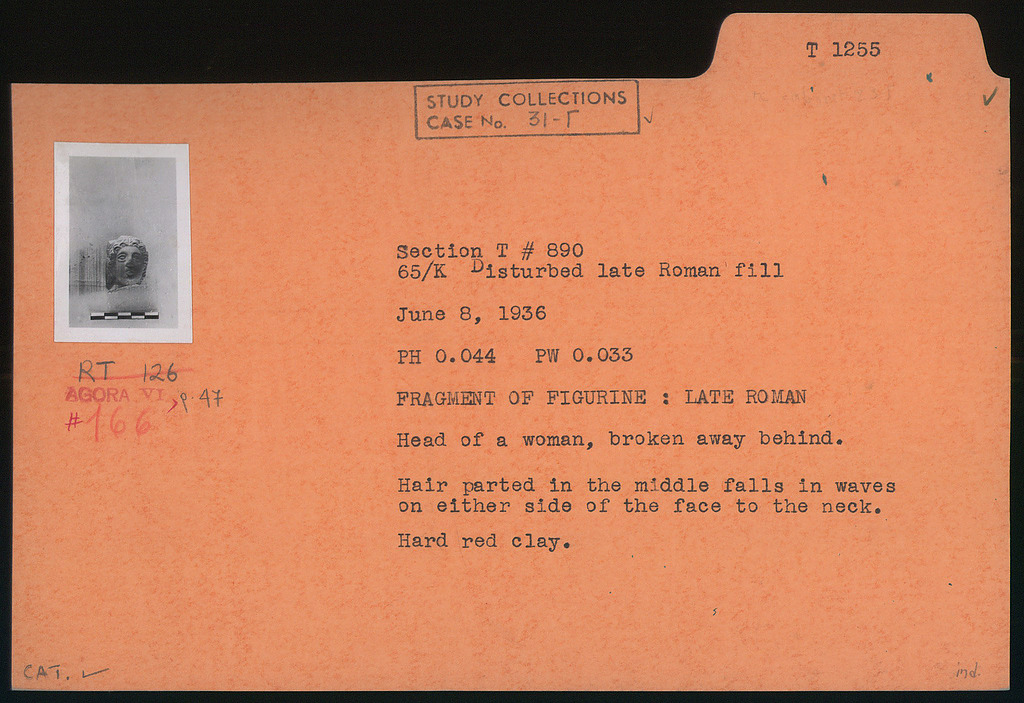 T 1255
STUDY COLLECTIONS
CASE No. 31-Γ
RT 126
AGORA VI, p. 47
# 166
Section T # 890
65/K Disturbed late Roman fill
June 8, 1936
PH 0.044 PW 0.033
FRAGMENT OF FIGURINE : LATE ROMAN
Head of a woman, broken away behind.
Hair parted in the middle falls in waves
on either side of the face to the neck.
Hard red clay.
CAT. ✓
ind.